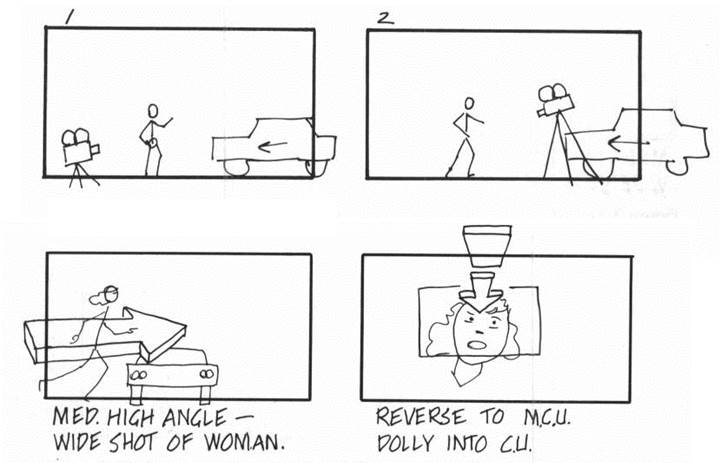 1
2
MED. HIGH ANGLE —
WIDE SHOT OF WOMAN.
REVERSE TO M.C.U.
DOLLY INTO C.U.